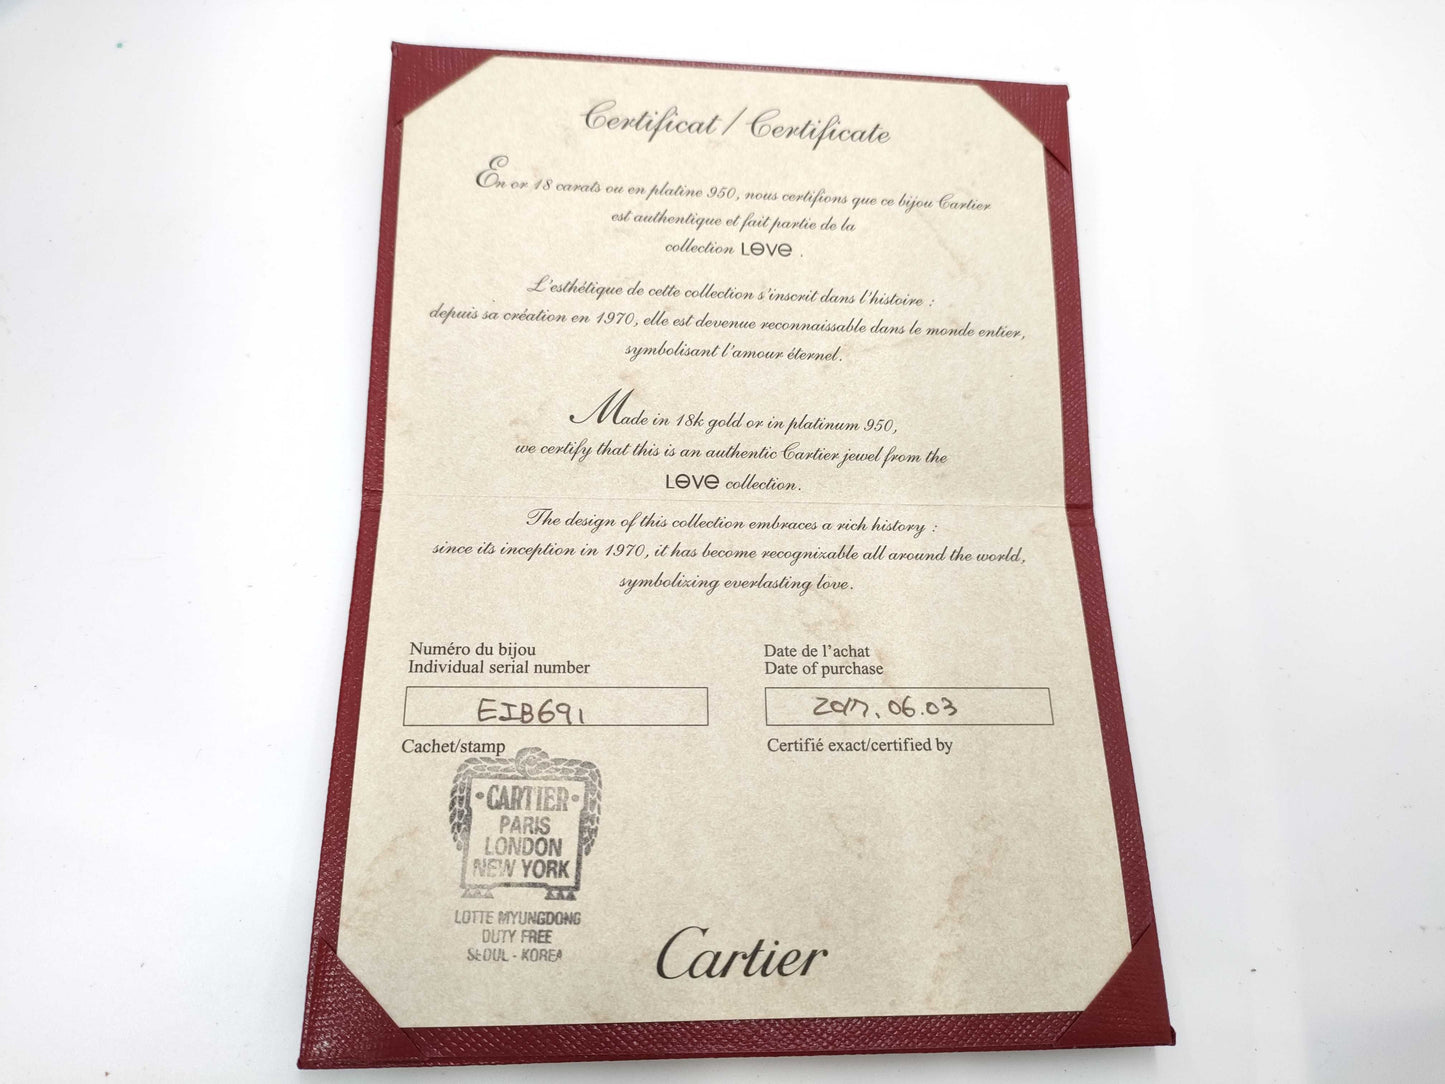 Certificat / Certificate
En or 18 carats ou en platine 950, nous certifions que ce bijou Cartier
est authentique et fait partie de la
collection LOVE .
L'esthétique de cette collection s'inscrit dans l'histoire :
depuis sa création en 1970, elle est devenue reconnaissable dans le monde entier,
symbolisant l'amour éternel.
Made in 18k gold or in platinum 950,
we certify that this is an authentic Cartier jewel from the
LOVE collection.
The design of this collection embraces a rich history :
since its inception in 1970, it has become recognizable all around the world,
symbolizing everlasting love.
Numéro du bijou
Individual serial number
EIB691
Date de l'achat
Date of purchase
2017.06.03
Cachet/stamp
Certifié exact/certified by
·CARTIER·
PARIS
LONDON
NEW YORK
LOTTE MYUNGDONG
DUTY FREE
SEOUL - KOREA
Cartier